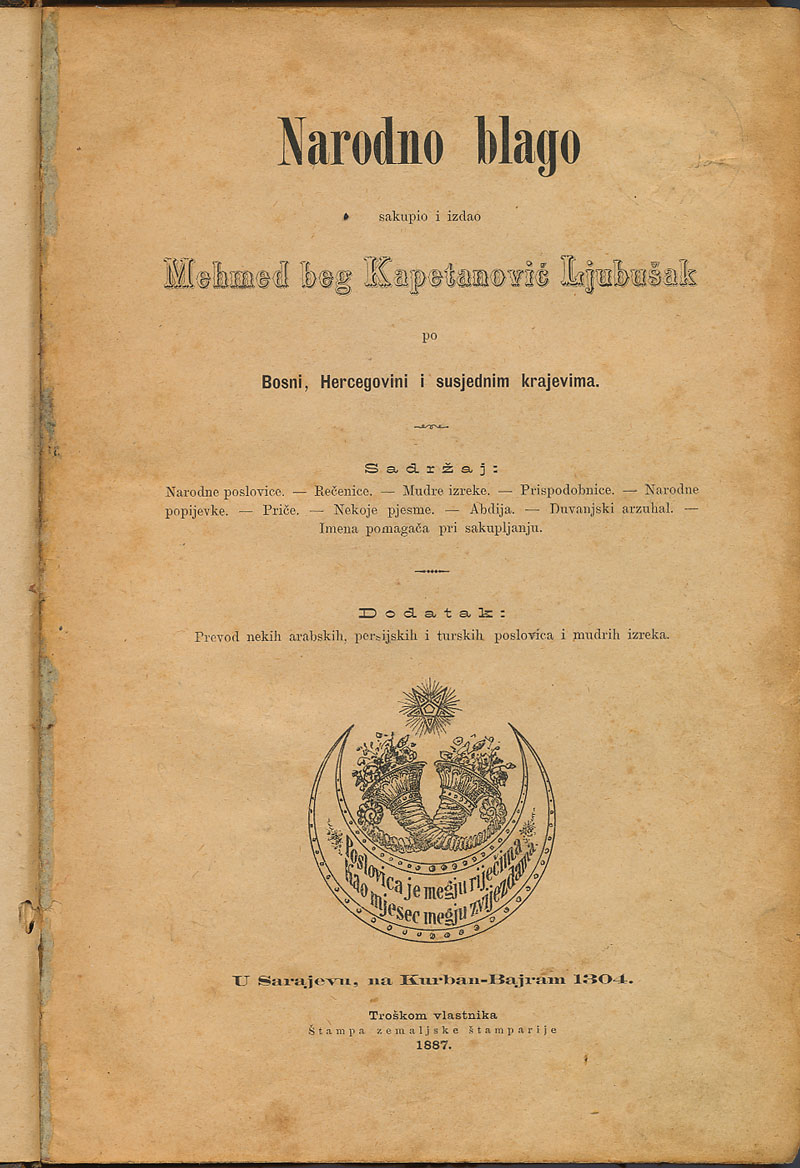 Narodno blago
sakupio i izdao
Mehmed beg Kapetanović Ljubušak
po
Bosni, Hercegovini i susjednim krajevima.
Sadržaj:
Narodne poslovice. — Rečenice. — Mudre izreke. — Prispodobnice. — Narodne
popijevke. — Priče. — Nekoje pjesme. — Abdija. — Duvanjski arzuhal. —
Imena pomagača pri sakupljanju.
Dodatak:
Prevod nekih arabskih, persijskih i turskih poslovica i mudrih izreka.
Poslovica je megju riječima
kao mjesec megju zvijezdama.
U Sarajevu, na Kurban-Bajram 1304.
Troškom vlastnika
Štampa zemaljske štamparije
1887.